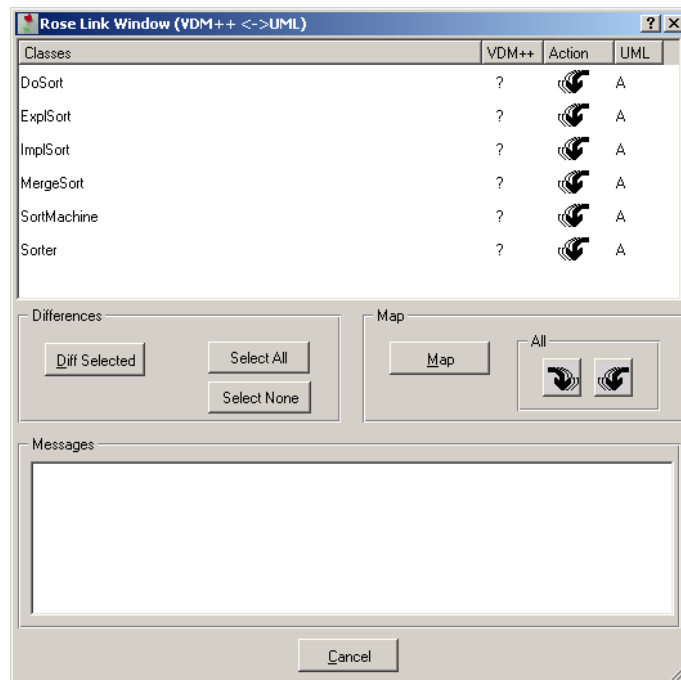 Rose Link Window (VDM++ <->UML)
Classes VDM++ Action UML
DoSort ? A
ExplSort ? A
ImplSort ? A
MergeSort ? A
SortMachine ? A
Sorter ? A
Differences Map
Diff Selected Select All Map All
Select None
Messages
Cancel